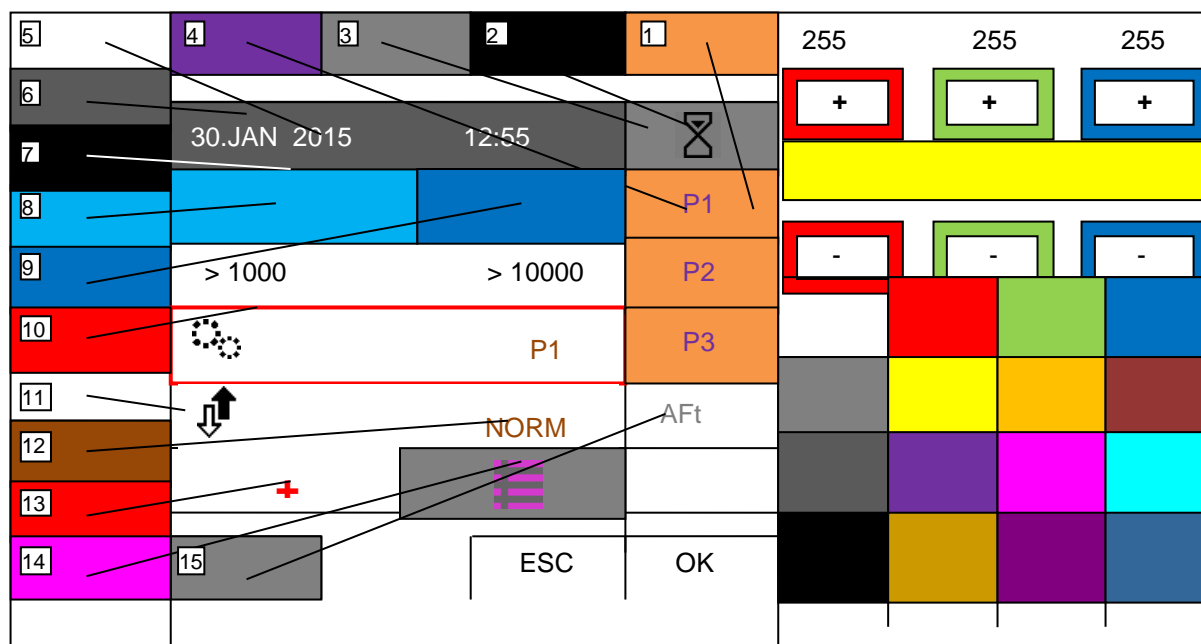 5 4 3 2 1 255 255 255
6 + + +
30.JAN 2015 12:55
7
8 P1
9 > 1000 > 10000 P2 - - -
10 P1 P3
11 AFt
12 NORM
13 +
14 15 ESC OK